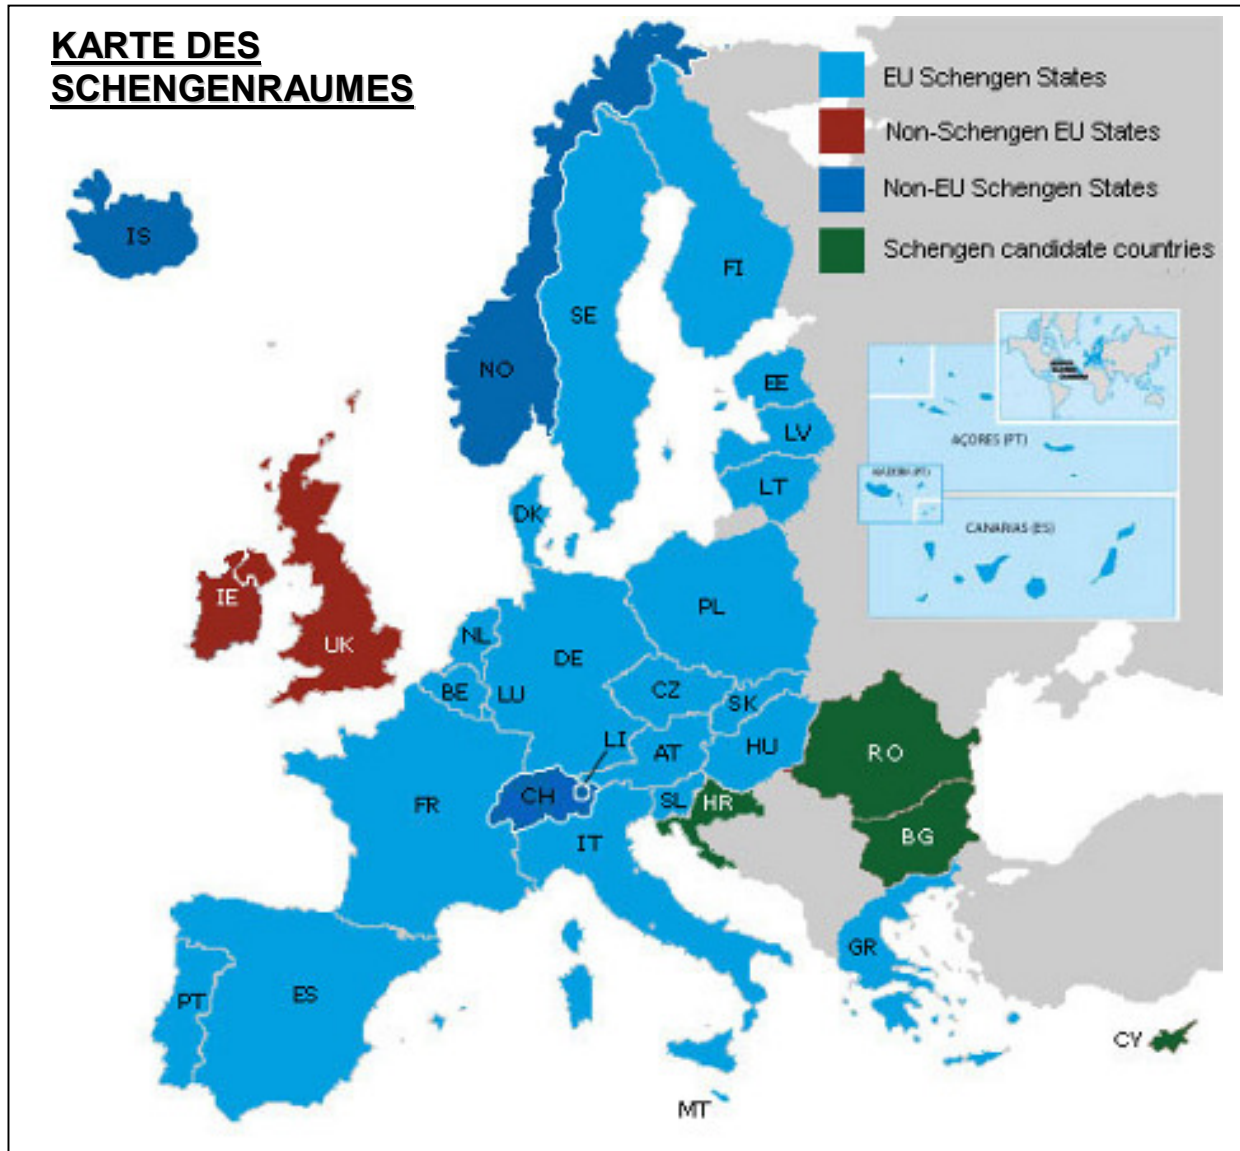 KARTE DES
SCHENGENRAUMES
EU Schengen States
Non-Schengen EU States
Non-EU Schengen States
Schengen candidate countries
IS
FI
SE
NO
EE
LV
LT
DK
IE
UK
NL
PL
DE
BE
LU
CZ
SK
LI
AT
HU
RO
FR
CH
SL
HR
IT
BG
GR
PT
ES
CY
MT
AÇORES (PT)
MADEIRA (PT)
CANARIAS (ES)